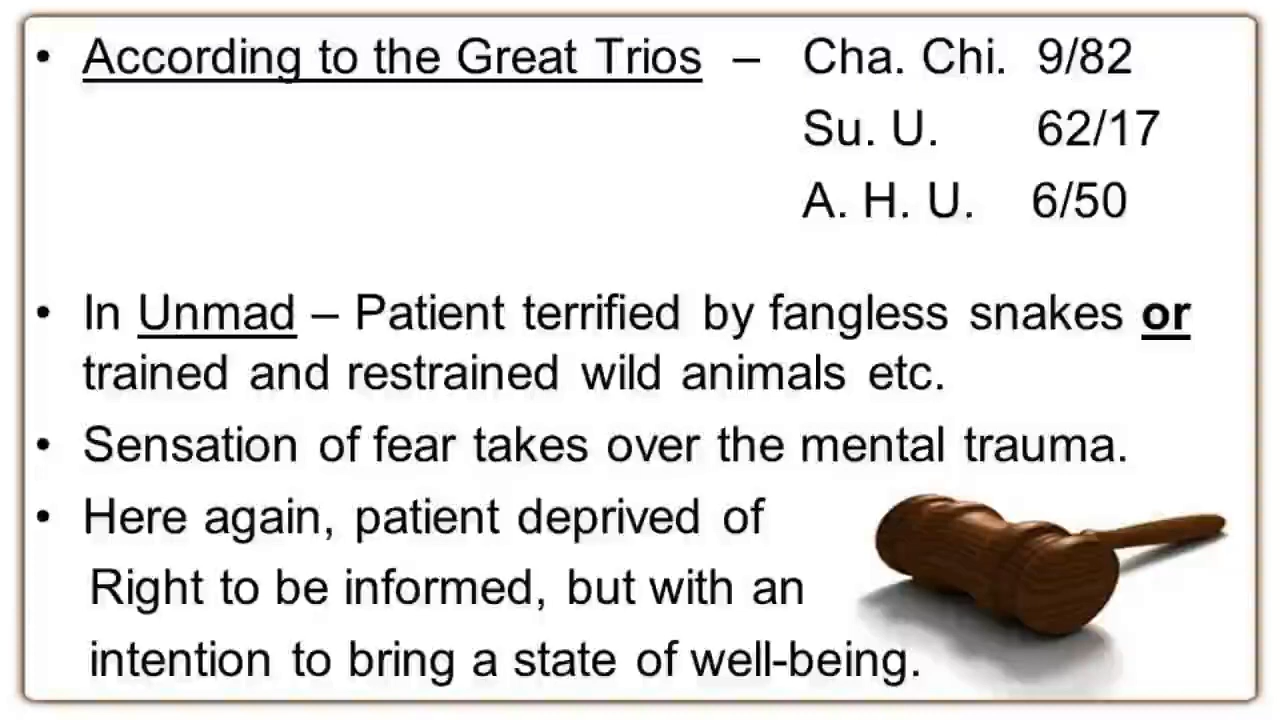 • According to the Great Trios – Cha. Chi. 9/82
Su. U. 62/17
A. H. U. 6/50
• In Unmad – Patient terrified by fangless snakes or
trained and restrained wild animals etc.
• Sensation of fear takes over the mental trauma.
• Here again, patient deprived of
Right to be informed, but with an
intention to bring a state of well-being.